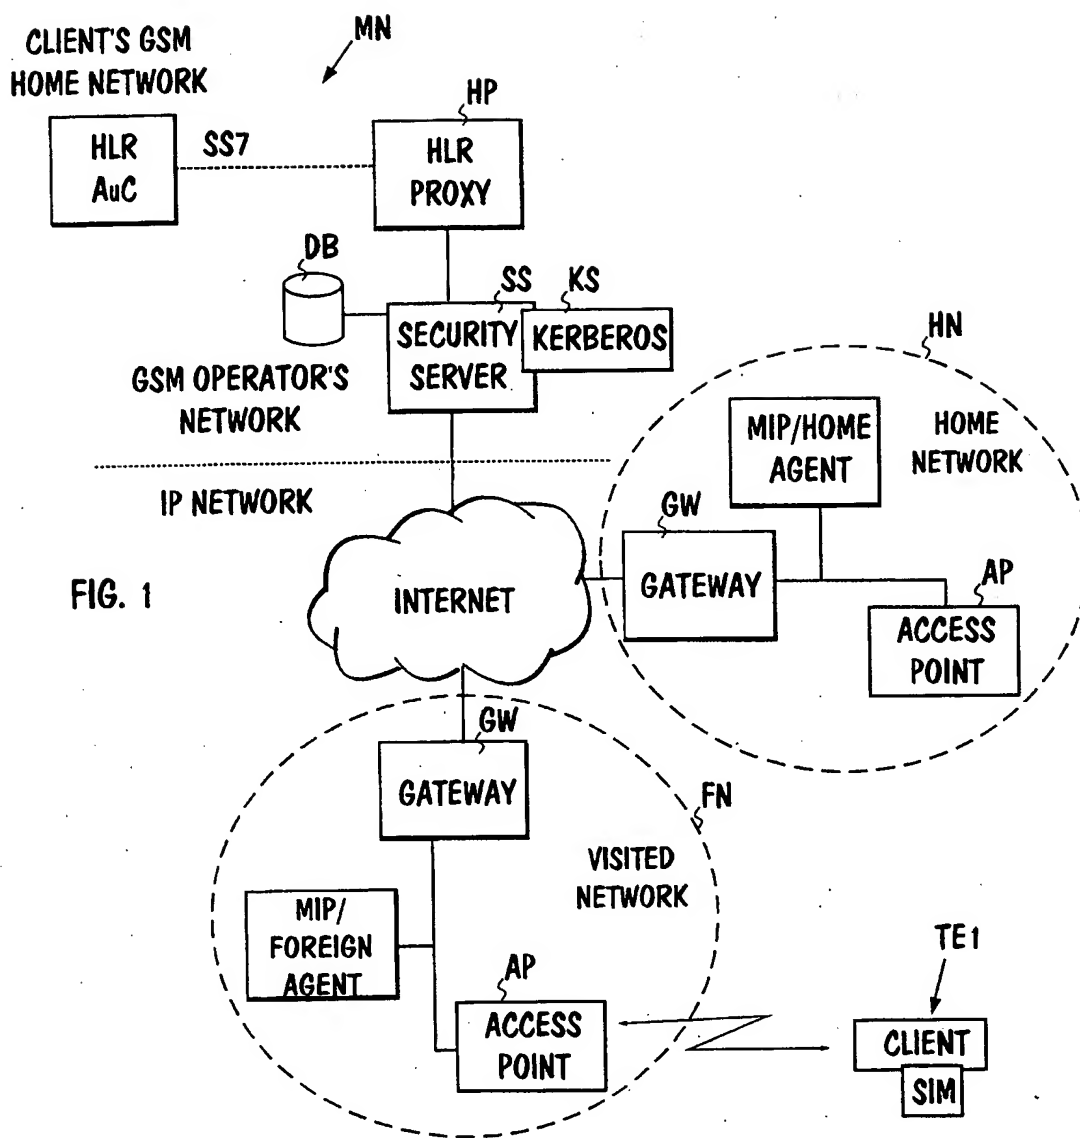 CLIENT'S GSM
HOME NETWORK
MN
HLR
AuC
SS7
HP
HLR
PROXY
DB
SS
KS
SECURITY
SERVER
KERBEROS
GSM OPERATOR'S
NETWORK
HN
MIP/HOME
AGENT
HOME
NETWORK
IP NETWORK
GW
GATEWAY
AP
ACCESS
POINT
FIG. 1
INTERNET
GW
GATEWAY
FN
VISITED
NETWORK
MIP/
FOREIGN
AGENT
AP
ACCESS
POINT
TE1
CLIENT
SIM